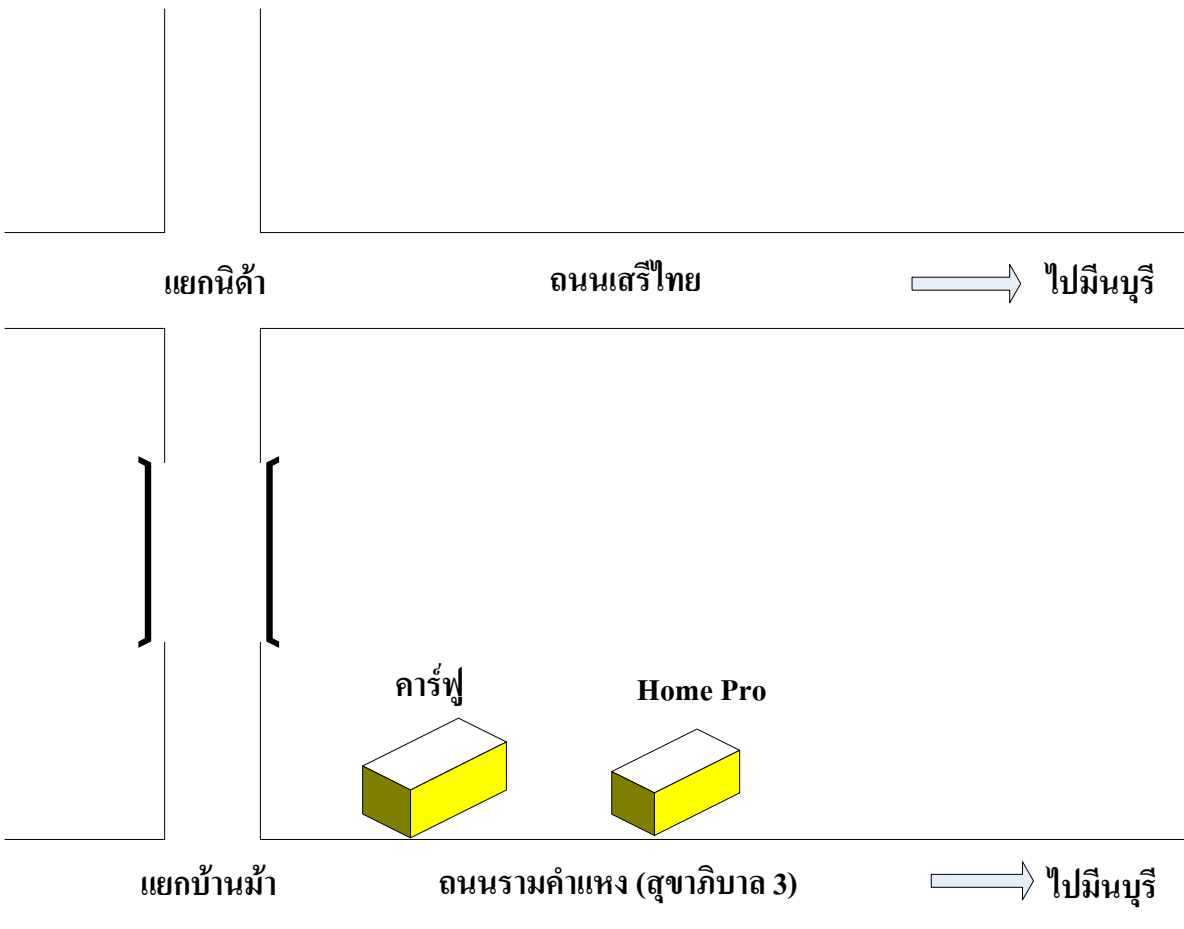 แยกนิด้า
ถนนเสรีไทย
ไปมีนบุรี
คาร์ฟู
Home Pro
แยกบ้านม้า
ถนนรามคำแหง (สุขาภิบาล 3)
ไปมีนบุรี